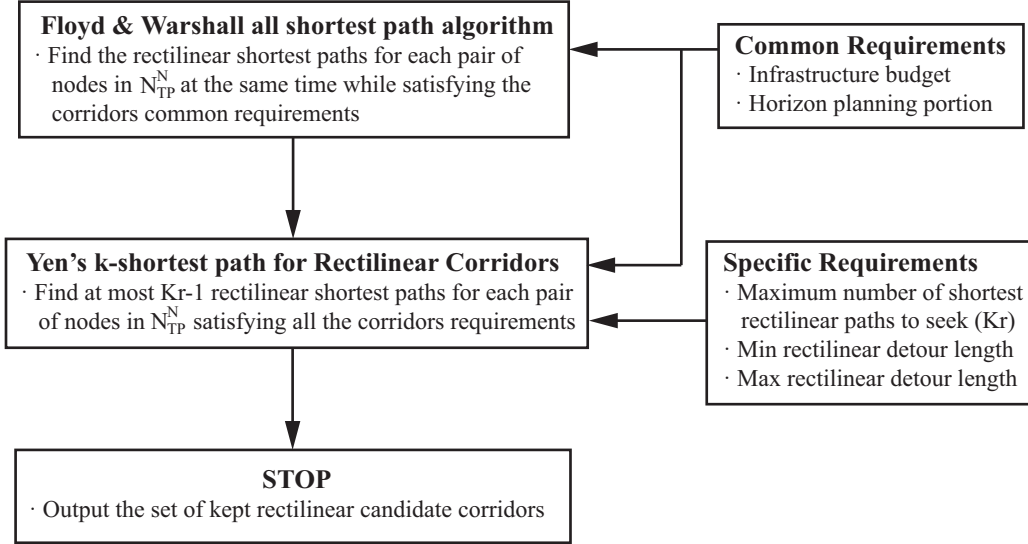 Floyd & Warshall all shortest path algorithm
· Find the rectilinear shortest paths for each pair of
nodes in N_TP^N at the same time while satisfying the
corridors common requirements
Common Requirements
· Infrastructure budget
· Horizon planning portion
Yen's k-shortest path for Rectilinear Corridors
· Find at most Kr-1 rectilinear shortest paths for each pair
of nodes in N_TP^N satisfying all the corridors requirements
Specific Requirements
· Maximum number of shortest
rectilinear paths to seek (Kr)
· Min rectilinear detour length
· Max rectilinear detour length
STOP
· Output the set of kept rectilinear candidate corridors